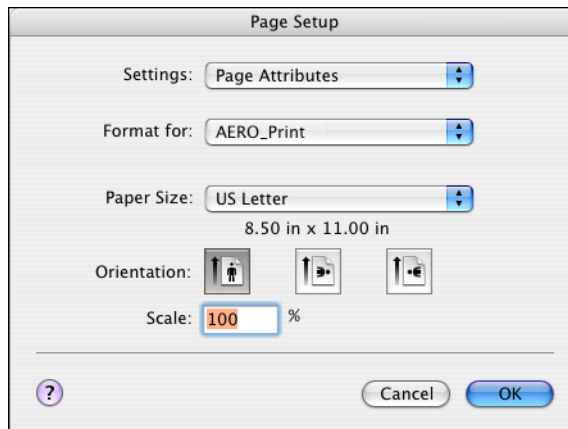 Page Setup
Settings: Page Attributes
Format for: AERO_Print
Paper Size: US Letter
8.50 in x 11.00 in
Orientation:
Scale: 100 %
? Cancel OK